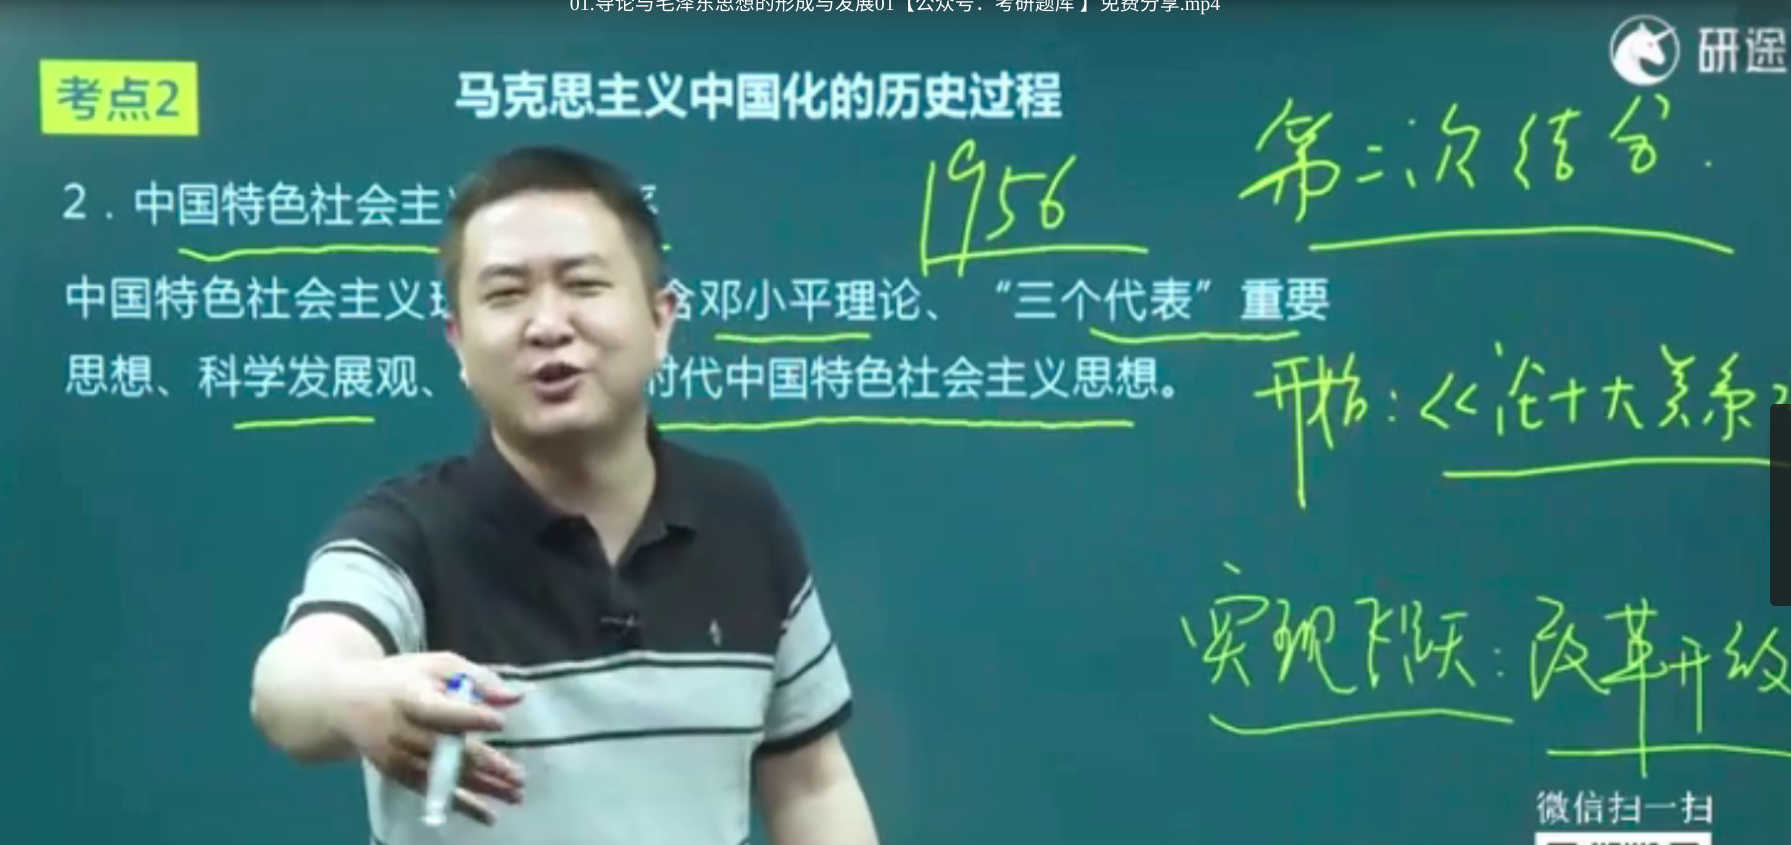 01.导论与毛泽东思想的形成与发展01【公众号：考研题库 】免费分享.mp4
研途
考点2
马克思主义中国化的历史过程
第二次结合.
1956
2．中国特色社会主
中国特色社会主义 含邓小平理论、“三个代表”重要
思想、科学发展观、 时代中国特色社会主义思想。
开始：《论十大关系》
实现飞跃：改革开放
微信扫一扫